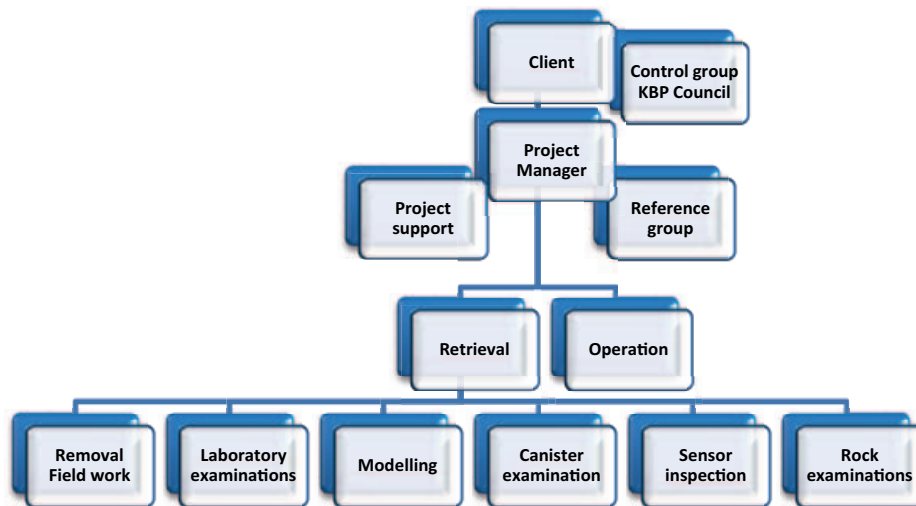 Client
Control group
KBP Council
Project
Manager
Project
support
Reference
group
Retrieval
Operation
Removal
Field work
Laboratory
examinations
Modelling
Canister
examination
Sensor
inspection
Rock
examinations